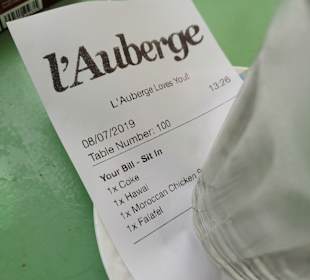 l'Auberge
L'Auberge Loves You!
08/07/2019 13:26
Table Number: 100
Your Bill - Sit In
1x Coke
1x Hawai
1x Moroccan Chicken
1x Falafel